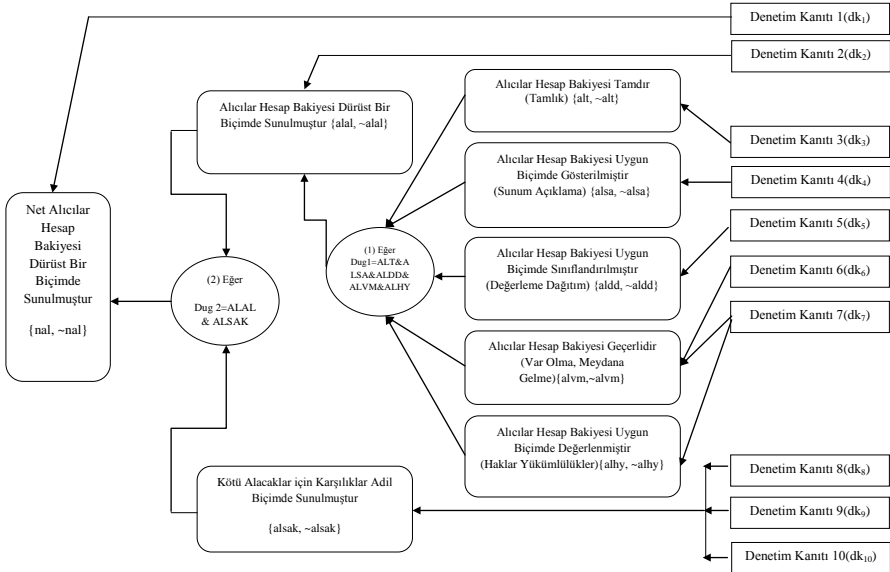 Denetim Kanıtı 1(dk₁)
Denetim Kanıtı 2(dk₂)
Alıcılar Hesap Bakiyesi Dürüst Bir
Biçimde Sunulmuştur {alal, ~alal}
Alıcılar Hesap Bakiyesi Tamdır
(Tamlık) {alt, ~alt}
Denetim Kanıtı 3(dk₃)
Alıcılar Hesap Bakiyesi Uygun
Biçimde Gösterilmiştir
(Sunum Açıklama) {alsa, ~alsa}
Denetim Kanıtı 4(dk₄)
Net Alıcılar
Hesap
Bakiyesi
Dürüst Bir
Biçimde
Sunulmuştur
{nal, ~nal}
(2) Eğer
Dug 2=ALAL
& ALSAK
(1) Eğer
Dug1=ALT&A
LSA&ALDD&
ALVM&ALHY
Alıcılar Hesap Bakiyesi Uygun
Biçimde Sınıflandırılmıştır
(Değerleme Dağıtım) {aldd, ~aldd}
Denetim Kanıtı 5(dk₅)
Denetim Kanıtı 6(dk₆)
Denetim Kanıtı 7(dk₇)
Alıcılar Hesap Bakiyesi Geçerlidir
(Var Olma, Meydana
Gelme){alvm,~alvm}
Alıcılar Hesap Bakiyesi Uygun
Biçimde Değerlenmiştir
(Haklar Yükümlülükler){alhy, ~alhy}
Kötü Alacaklar için Karşılıklar Adil
Biçimde Sunulmuştur
{alsak, ~alsak}
Denetim Kanıtı 8(dk₈)
Denetim Kanıtı 9(dk₉)
Denetim Kanıtı 10(dk₁₀)